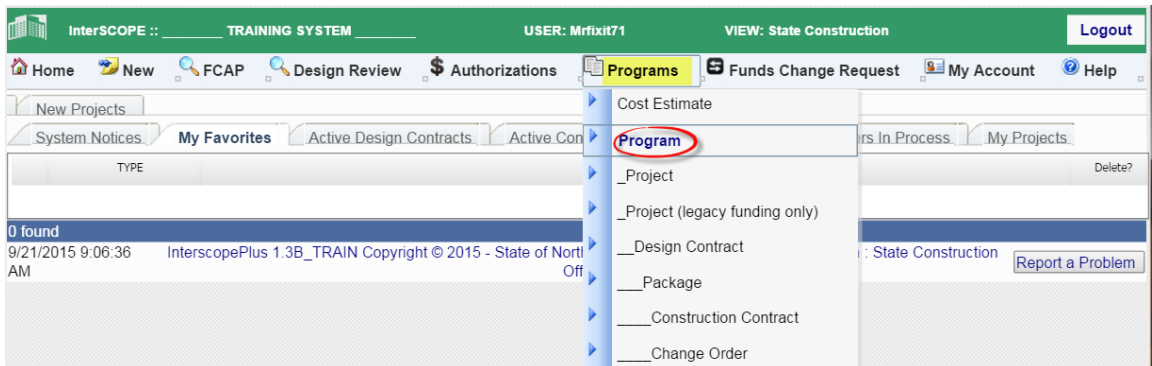 InterSCOPE :: ________ TRAINING SYSTEM ________ USER: Mrfixit71 VIEW: State Construction Logout
Home New FCAP Design Review $ Authorizations Programs Funds Change Request My Account Help
New Projects
System Notices My Favorites Active Design Contracts Active Con rs In Process My Projects
TYPE Delete?
0 found
9/21/2015 9:06:36 AM
InterscopePlus 1.3B_TRAIN Copyright © 2015 - State of North : State Construction
Off
Report a Problem
Cost Estimate
Program
_Project
_Project (legacy funding only)
__Design Contract
___Package
____Construction Contract
____Change Order